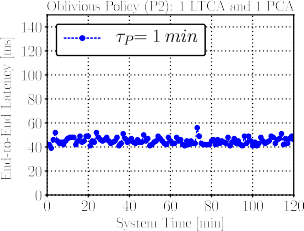 Oblivious Policy (P2): 1 LTCA and 1 PCA
τP= 1 min
End-to-End Latency [ms]
140
120
100
80
60
40
20
0
0 20 40 60 80 100 120
System Time [min]